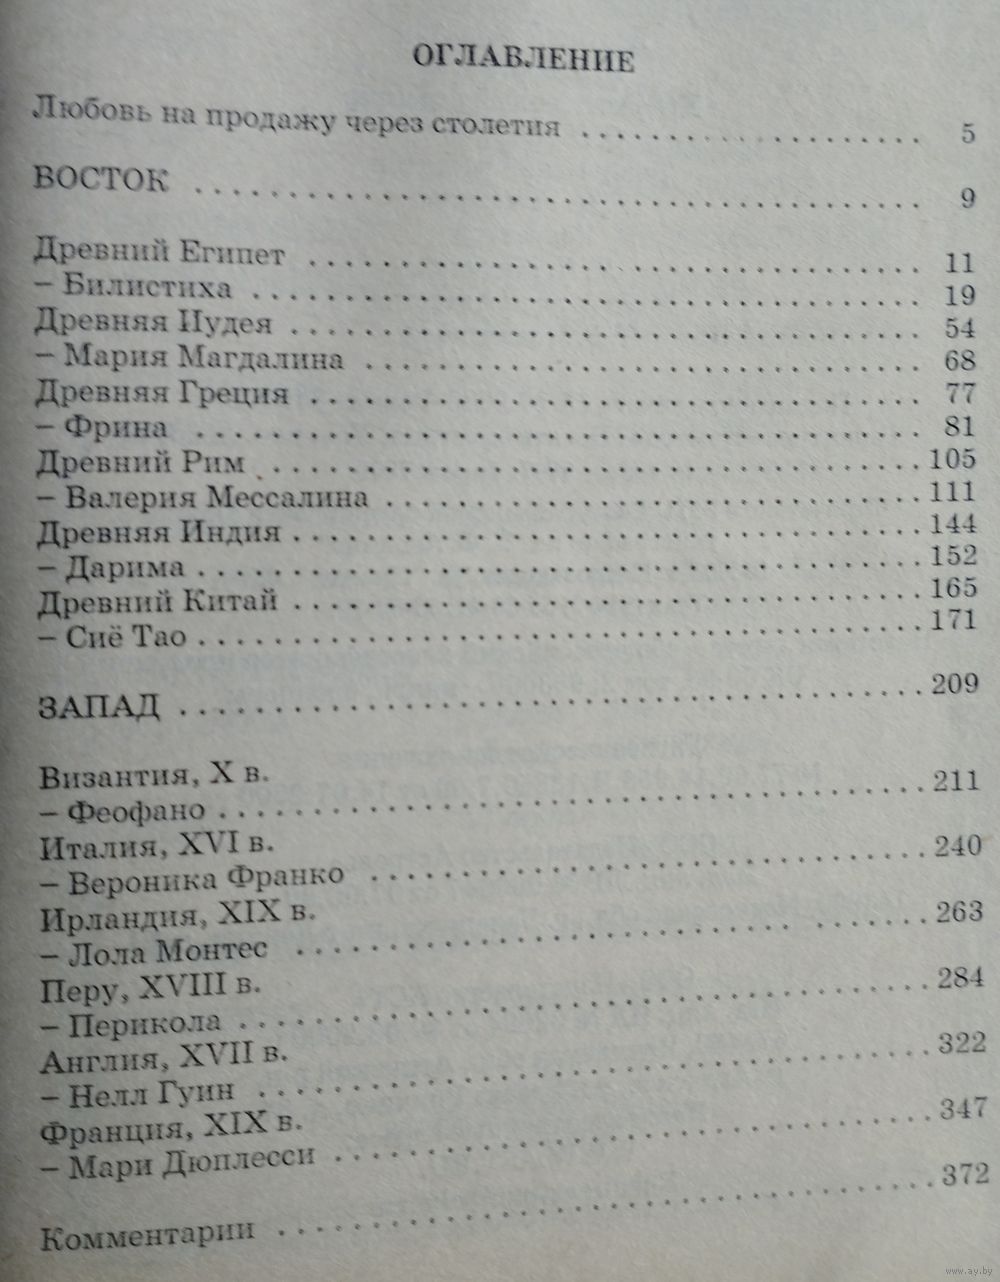 ОГЛАВЛЕНИЕ
Любовь на продажу через столетия . . . . . . . . . . . . . . . . . . . . 5
ВОСТОК . . . . . . . . . . . . . . . . . . . . 9
Древний Египет . . . . . . . . . . . . . . . . . . . . 11
– Билистиха . . . . . . . . . . . . . . . . . . . . 19
Древняя Иудея . . . . . . . . . . . . . . . . . . . . 54
– Мария Магдалина . . . . . . . . . . . . . . . . . . . . 68
Древняя Греция . . . . . . . . . . . . . . . . . . . . 77
– Фрина . . . . . . . . . . . . . . . . . . . . 81
Древний Рим . . . . . . . . . . . . . . . . . . . . 105
– Валерия Мессалина . . . . . . . . . . . . . . . . . . . . 111
Древняя Индия . . . . . . . . . . . . . . . . . . . . 144
– Дарима . . . . . . . . . . . . . . . . . . . . 152
Древний Китай . . . . . . . . . . . . . . . . . . . . 165
– Сиё Тао . . . . . . . . . . . . . . . . . . . . 171
ЗАПАД . . . . . . . . . . . . . . . . . . . . 209
Византия, X в.
– Феофано . . . . . . . . . . . . . . . . . . . . 211
Италия, XVI в.
– Вероника Франко . . . . . . . . . . . . . . . . . . . . 240
Ирландия, XIX в.
– Лола Монтес . . . . . . . . . . . . . . . . . . . . 263
Перу, XVIII в.
– Перикола . . . . . . . . . . . . . . . . . . . . 284
Англия, XVII в.
– Нелл Гуин . . . . . . . . . . . . . . . . . . . . 322
Франция, XIX в.
– Мари Дюплесси . . . . . . . . . . . . . . . . . . . . 347
Комментарии . . . . . . . . . . . . . . . . . . . . 372
www.ay.by